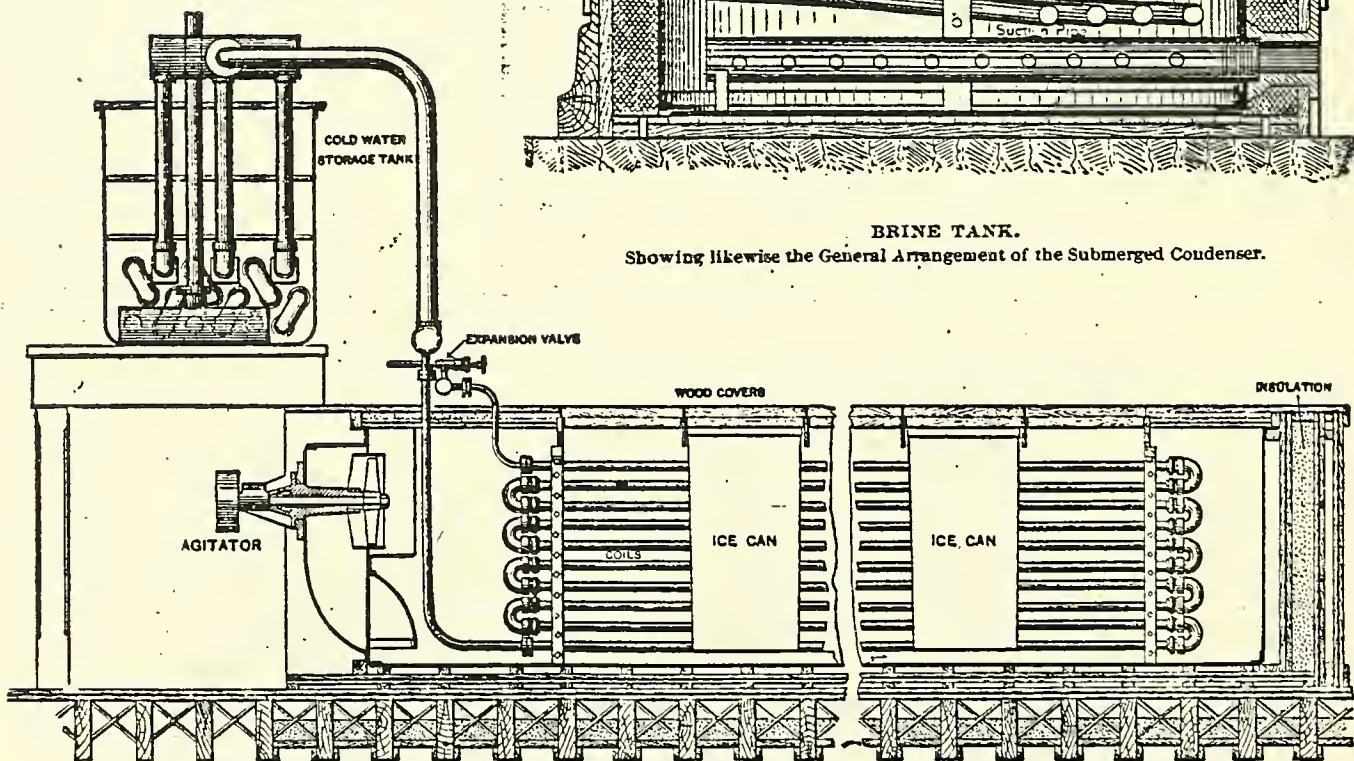 Suction Pipe
COLD WATER
STORAGE TANK
BRINE TANK.
Showing likewise the General Arrangement of the Submerged Condenser.
EXPANSION VALVE
WOOD COVERS
INSULATION
AGITATOR
COILS
ICE CAN
ICE CAN